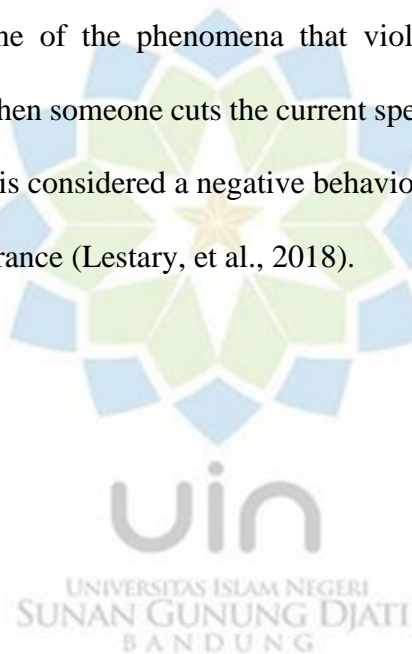 ne of the phenomena that viol
hen someone cuts the current spe
is considered a negative behavio
rance (Lestary, et al., 2018).
uin
UNIVERSITAS ISLAM NEGERI
SUNAN GUNUNG DJATI
BANDUNG